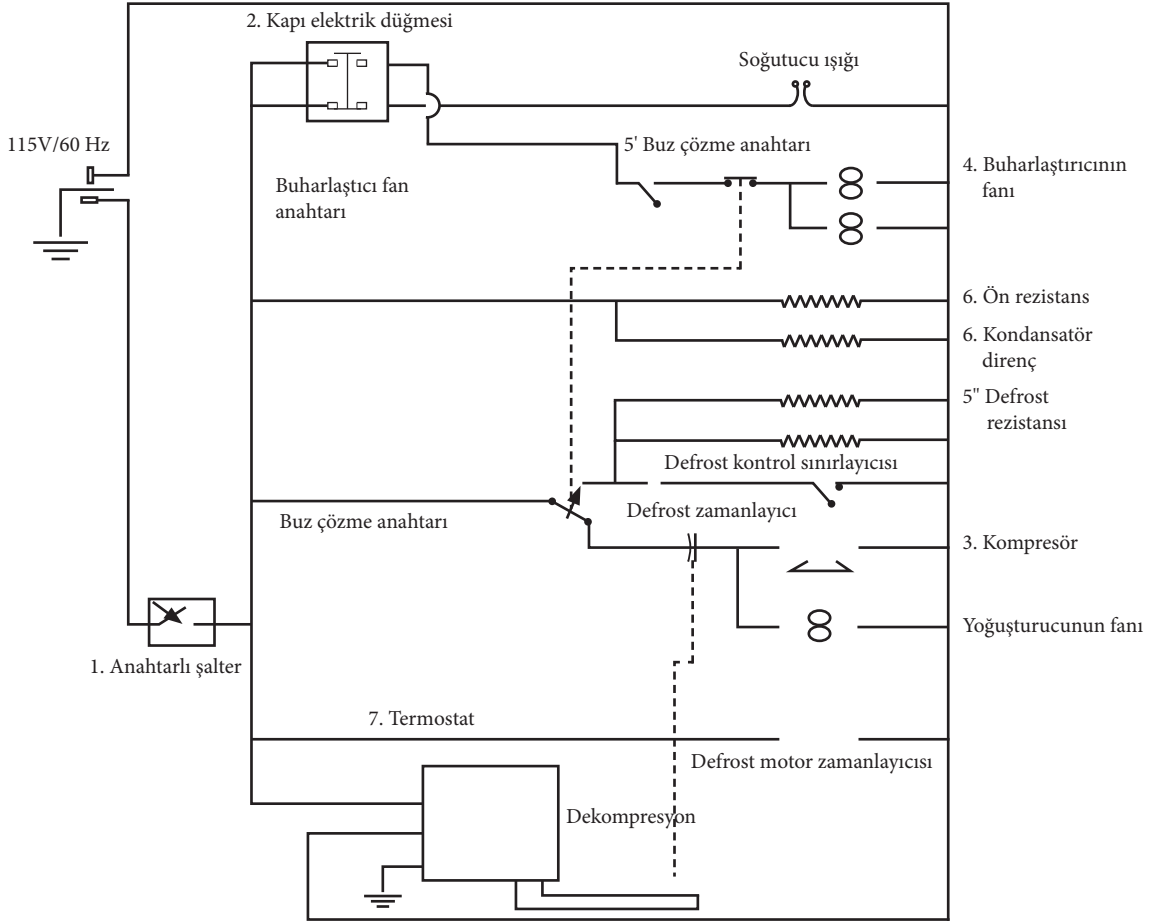 2. Kapı elektrik düğmesi
Soğutucu ışığı
115V/60 Hz
5' Buz çözme anahtarı
4. Buharlaştırıcının
fanı
Buharlaştıcı fan
anahtarı
6. Ön rezistans
6. Kondansatör
direnç
5" Defrost
rezistansı
Defrost kontrol sınırlayıcısı
Buz çözme anahtarı
Defrost zamanlayıcı
3. Kompresör
Yoğuşturucunun fanı
1. Anahtarlı şalter
7. Termostat
Defrost motor zamanlayıcısı
Dekompresyon